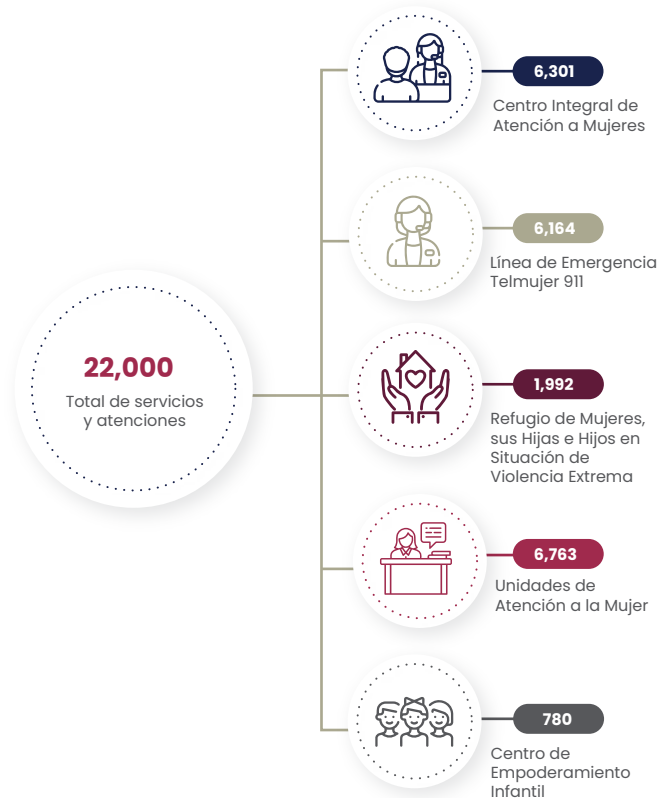 6,301
Centro Integral de
Atención a Mujeres
6,164
Línea de Emergencia
Telmujer 911
22,000
Total de servicios
y atenciones
1,992
Refugio de Mujeres,
sus Hijas e Hijos en
Situación de
Violencia Extrema
6,763
Unidades de
Atención a la Mujer
780
Centro de
Empoderamiento
Infantil